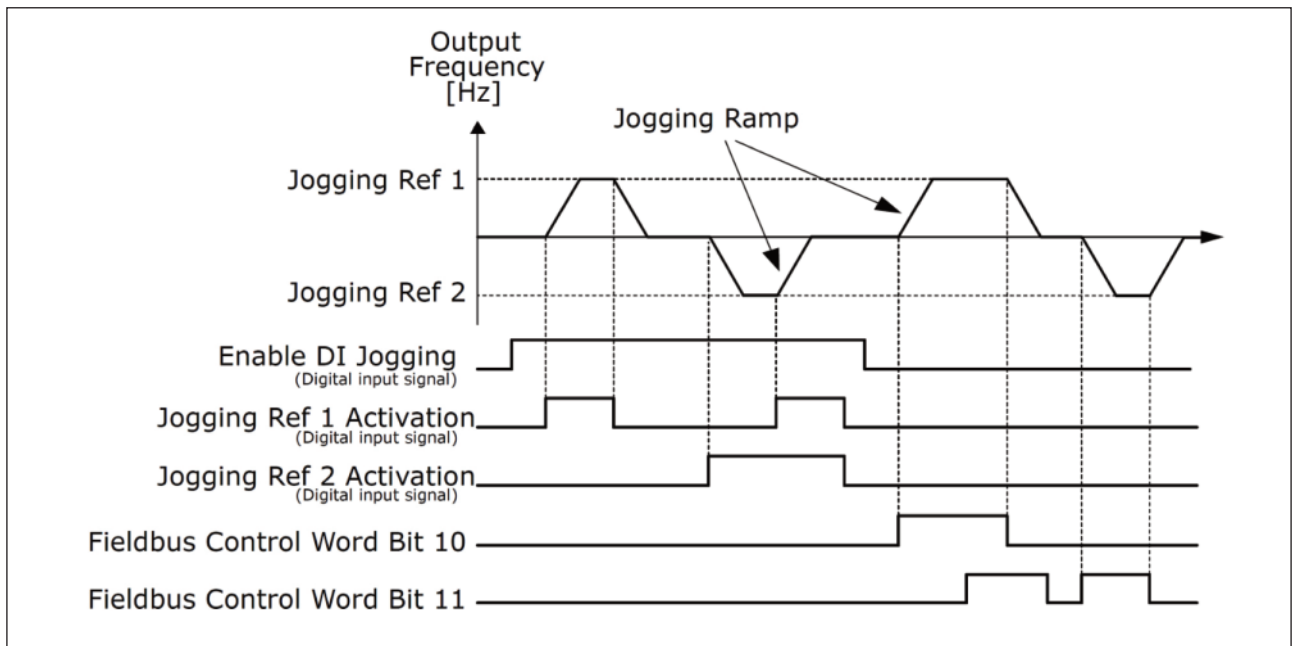 Output
Frequency
[Hz]
Jogging Ramp
Jogging Ref 1
Jogging Ref 2
Enable DI Jogging
(Digital input signal)
Jogging Ref 1 Activation
(Digital input signal)
Jogging Ref 2 Activation
(Digital input signal)
Fieldbus Control Word Bit 10
Fieldbus Control Word Bit 11